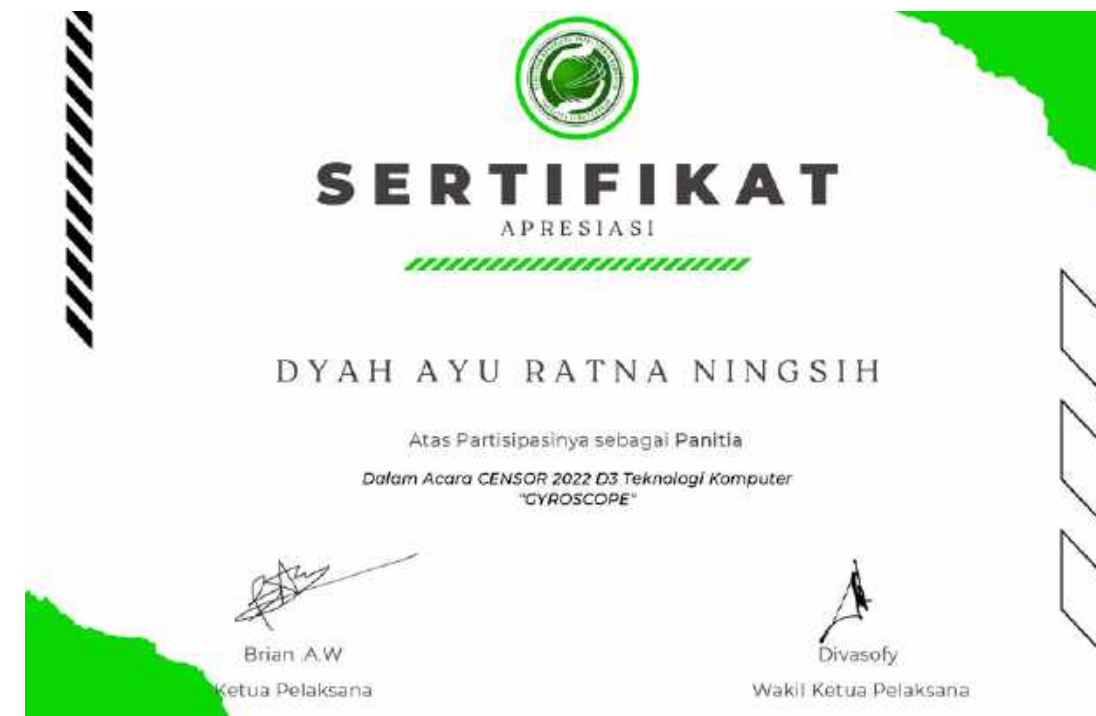 SERTIFIKAT
APRESIASI
DYAH AYU RATNA NINGSIH
Atas Partisipasinya sebagai Panitia
Dalam Acara CENSOR 2022 D3 Teknologi Komputer
"GYROSCOPE"
Brian .A.W
Divasofy
Ketua Pelaksana
Wakil Ketua Pelaksana